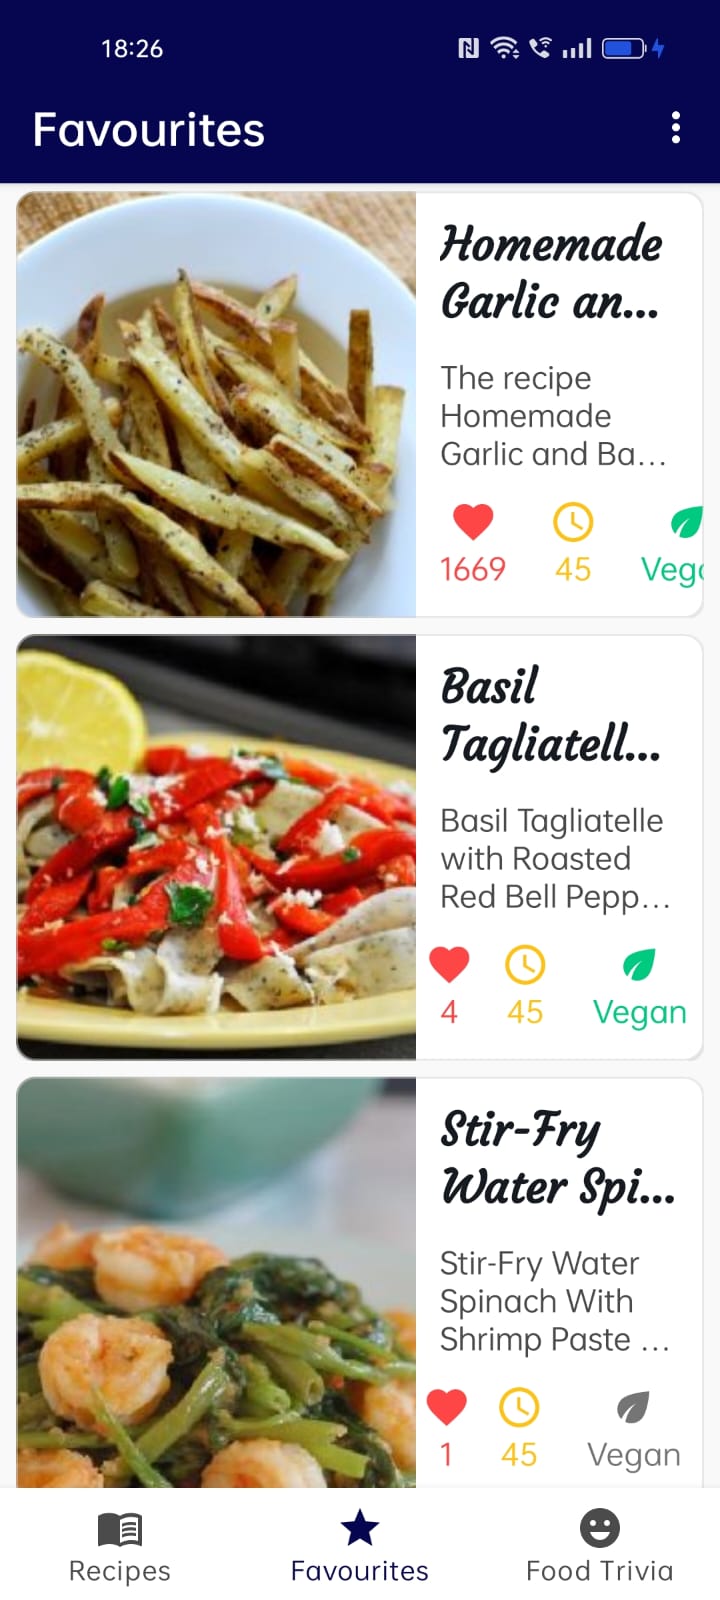 18:26
Favourites
Homemade
Garlic an...
The recipe
Homemade
Garlic and Ba...
1669 45 Veg
Basil
Tagliatell...
Basil Tagliatelle
with Roasted
Red Bell Pepp...
4 45 Vegan
Stir-Fry
Water Spi...
Stir-Fry Water
Spinach With
Shrimp Paste ...
1 45 Vegan
Recipes Favourites Food Trivia